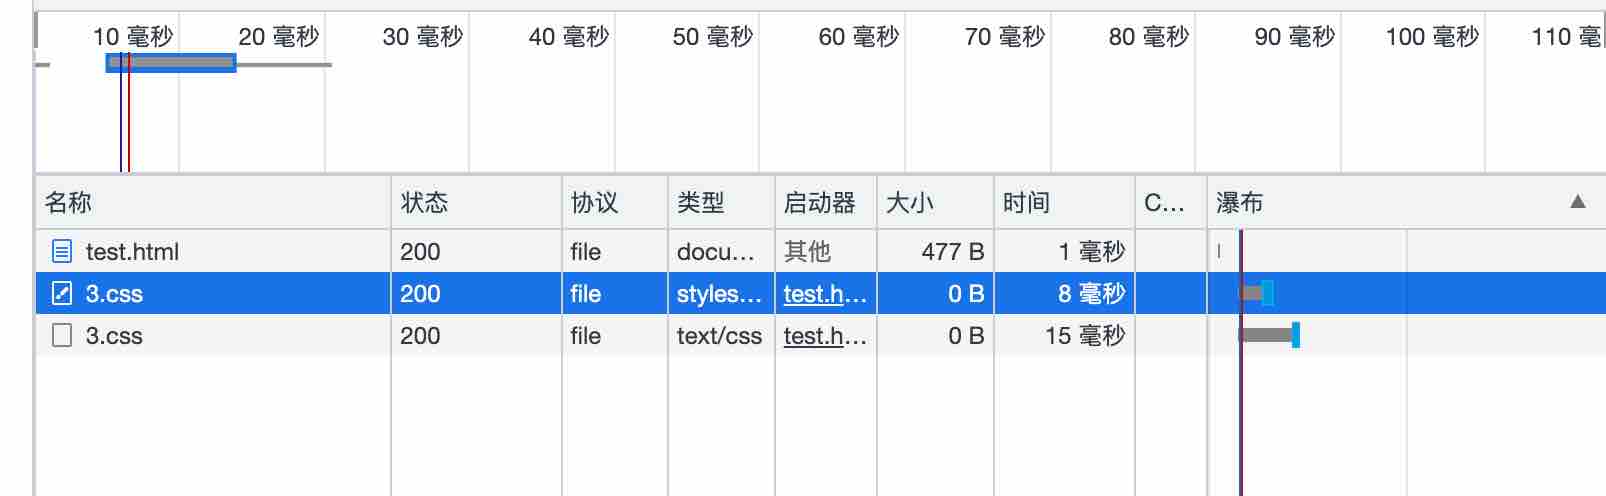 10 毫秒 20 毫秒 30 毫秒 40 毫秒 50 毫秒 60 毫秒 70 毫秒 80 毫秒 90 毫秒 100 毫秒 110 毫
名称 状态 协议 类型 启动器 大小 时间 C... 瀑布
test.html 200 file docu... 其他 477 B 1 毫秒
3.css 200 file styles... test.h... 0 B 8 毫秒
3.css 200 file text/css test.h... 0 B 15 毫秒